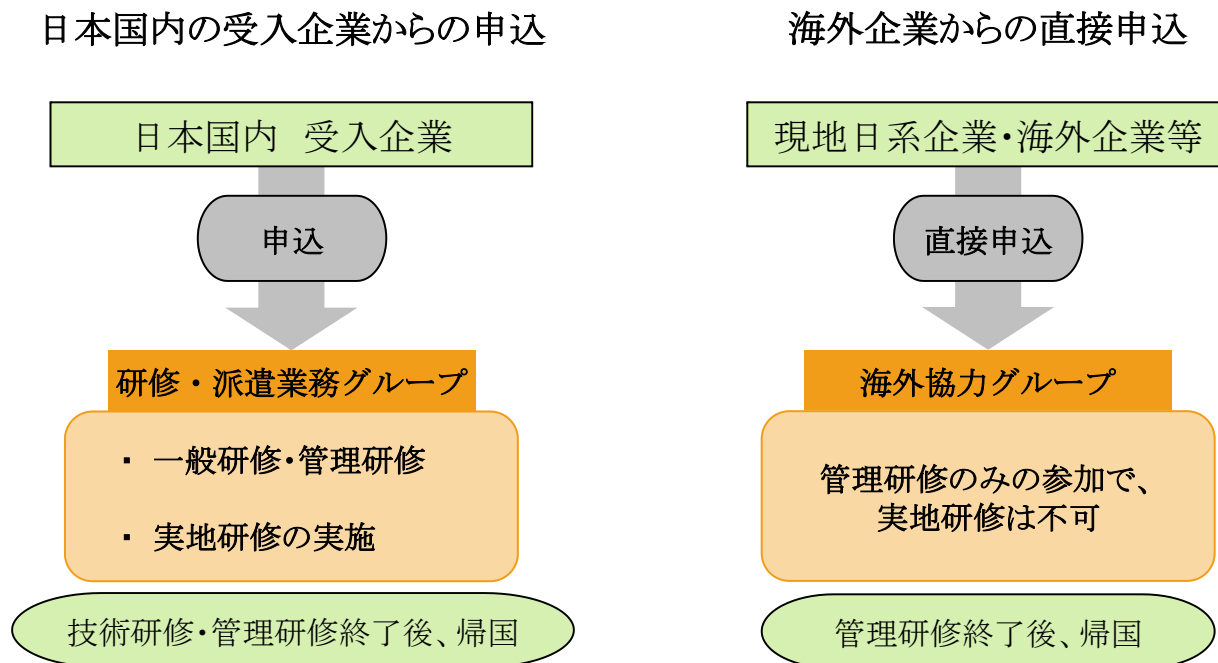 日本国内の受入企業からの申込
日本国内　受入企業
申込
研修・派遣業務グループ
・ 一般研修・管理研修
・ 実地研修の実施
技術研修・管理研修終了後、帰国
海外企業からの直接申込
現地日系企業・海外企業等
直接申込
海外協力グループ
管理研修のみの参加で、
実地研修は不可
管理研修終了後、帰国